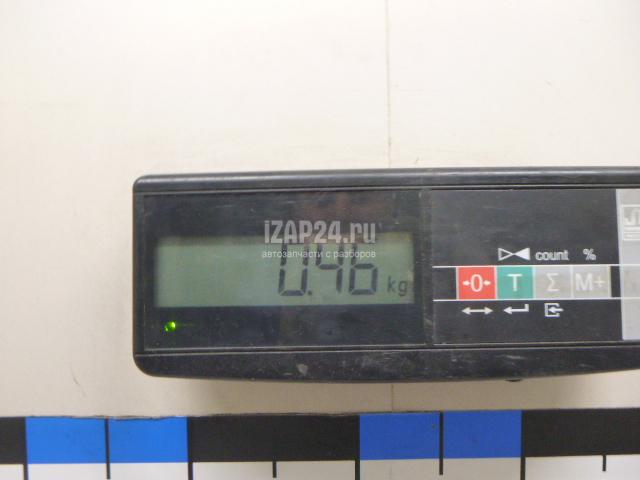 iZAP24.ru
автозапчасти с разборов
0.46 kg
count %
→0← T Σ M+